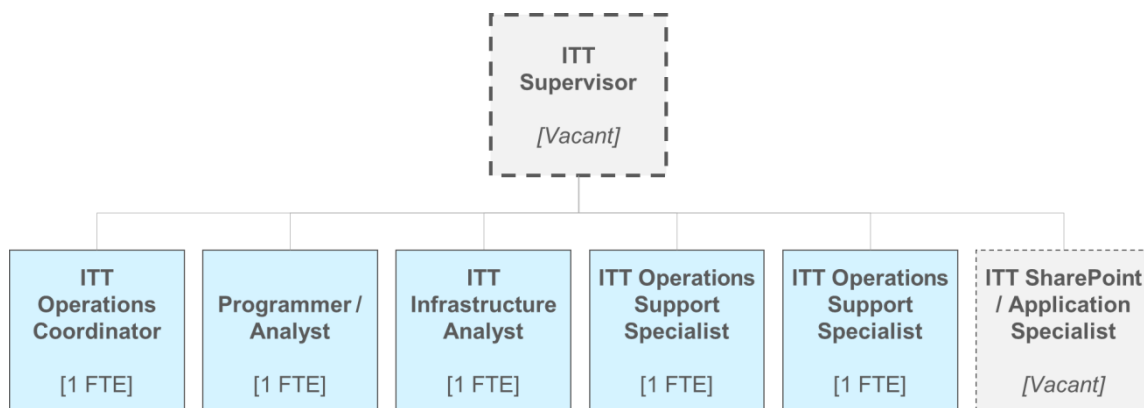 ITT
Supervisor
[Vacant]
ITT
Operations
Coordinator
[1 FTE]
Programmer /
Analyst
[1 FTE]
ITT
Infrastructure
Analyst
[1 FTE]
ITT Operations
Support
Specialist
[1 FTE]
ITT Operations
Support
Specialist
[1 FTE]
ITT SharePoint
/ Application
Specialist
[Vacant]